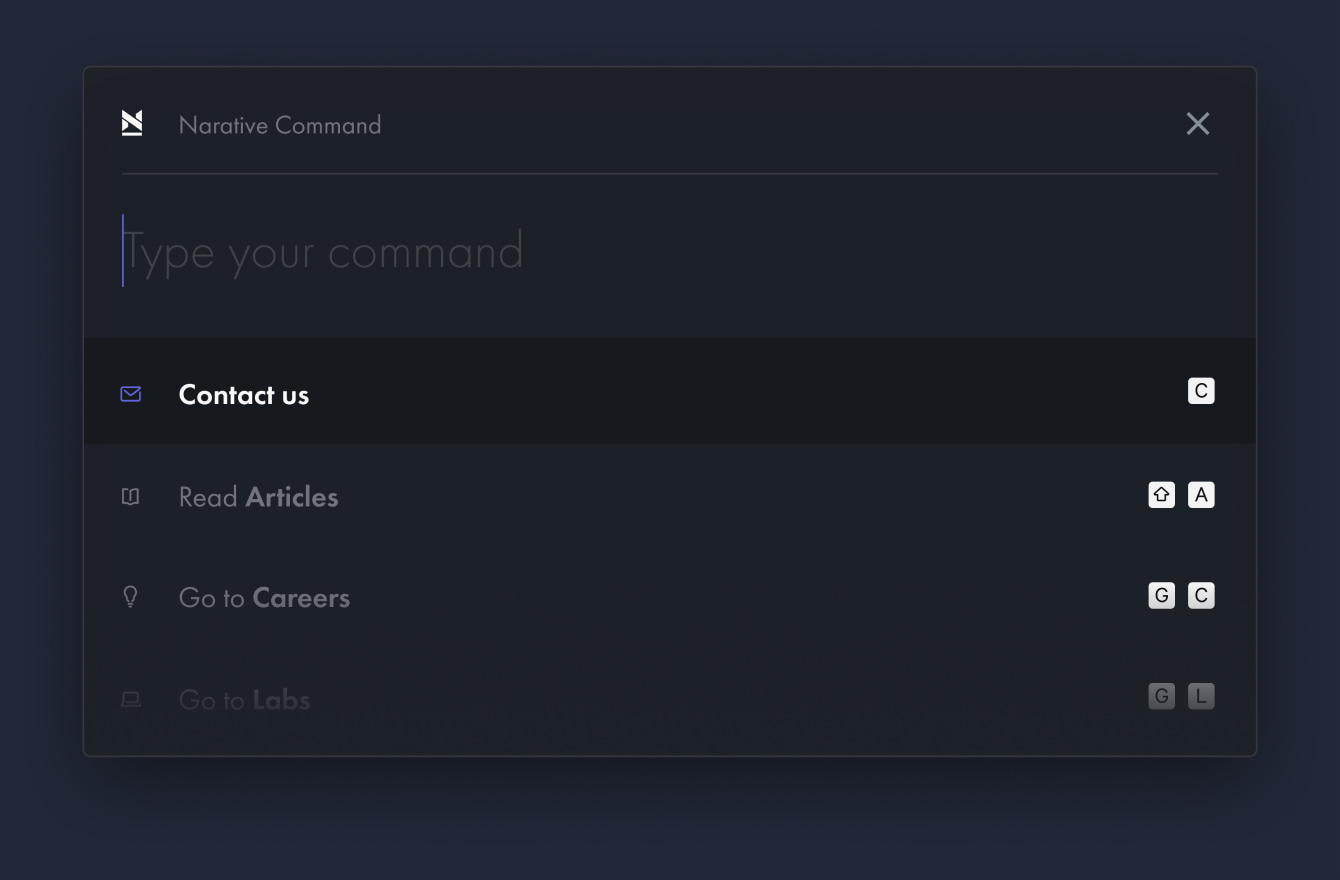 Narative Command
Type your command
Contact us C
Read Articles A
Go to Careers G C
Go to Labs G L